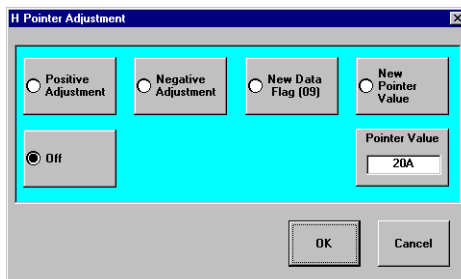 H Pointer Adjustment
Positive
Adjustment
Negative
Adjustment
New Data
Flag (09)
New
Pointer
Value
Off
Pointer Value
20A
OK
Cancel